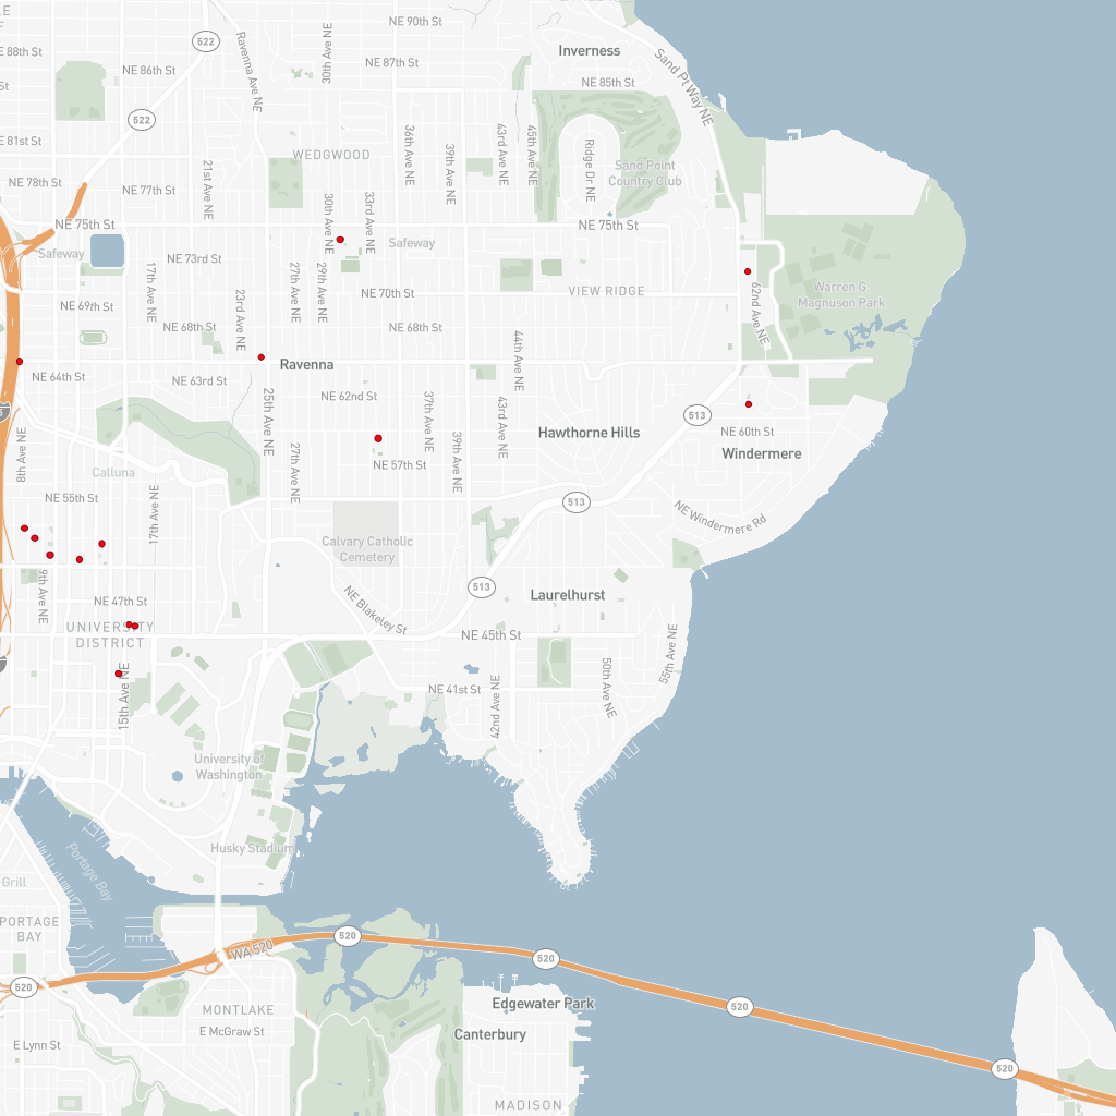 NE 90th St
522
Inverness
NE 88th St
Ravenna Ave NE
30th Ave NE
NE 87th St
NE 86th St
Sand Pt Way NE
NE 85th St
522
36th Ave NE
43rd Ave NE
45th Ave NE
E 81st St
39th Ave NE
Ridge Dr NE
WEDGWOOD
21st Ave NE
Sand Point
Country Club
NE 78th St
NE 77th St
30th Ave NE
33rd Ave NE
NE 75th St
NE 75th St
Safeway
Safeway
17th Ave NE
NE 73rd St
27th Ave NE
29th Ave NE
62nd Ave NE
Warren G
Magnuson Park
NE 70th St
VIEW RIDGE
23rd Ave NE
NE 69th St
NE 68th St
NE 68th St
44th Ave NE
Ravenna
NE 64th St
NE 63rd St
25th Ave NE
NE 62nd St
37th Ave NE
43rd Ave NE
39th Ave NE
513
5
8th Ave NE
27th Ave NE
Hawthorne Hills
NE 60th St
Windermere
Calluna
NE 57th St
17th Ave NE
NE 55th St
513
NE Windermere Rd
Calvary Catholic
Cemetery
9th Ave NE
513
NE Blakeley St
Laurelhurst
NE 47th St
UNIVERSITY
DISTRICT
NE 45th St
55th Ave NE
15th Ave NE
42nd Ave NE
50th Ave NE
NE 41st St
University of
Washington
Portage Bay
Husky Stadium
Grill
PORTAGE
BAY
WA 520
520
520
520
520
Edgewater Park
MONTLAKE
E McGraw St
Canterbury
E Lynn St
520
MADISON